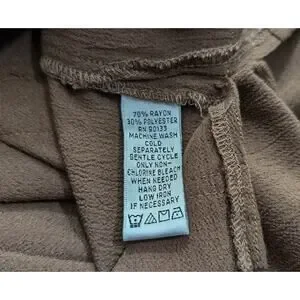 70% RAYON
30% POLYESTER
RN 90133
MACHINE WASH
COLD
SEPARATELY
GENTLE CYCLE
ONLY NON-
CHLORINE BLEACH
WHEN NEEDED
HANG DRY
LOW IRON
IF NECESSARY